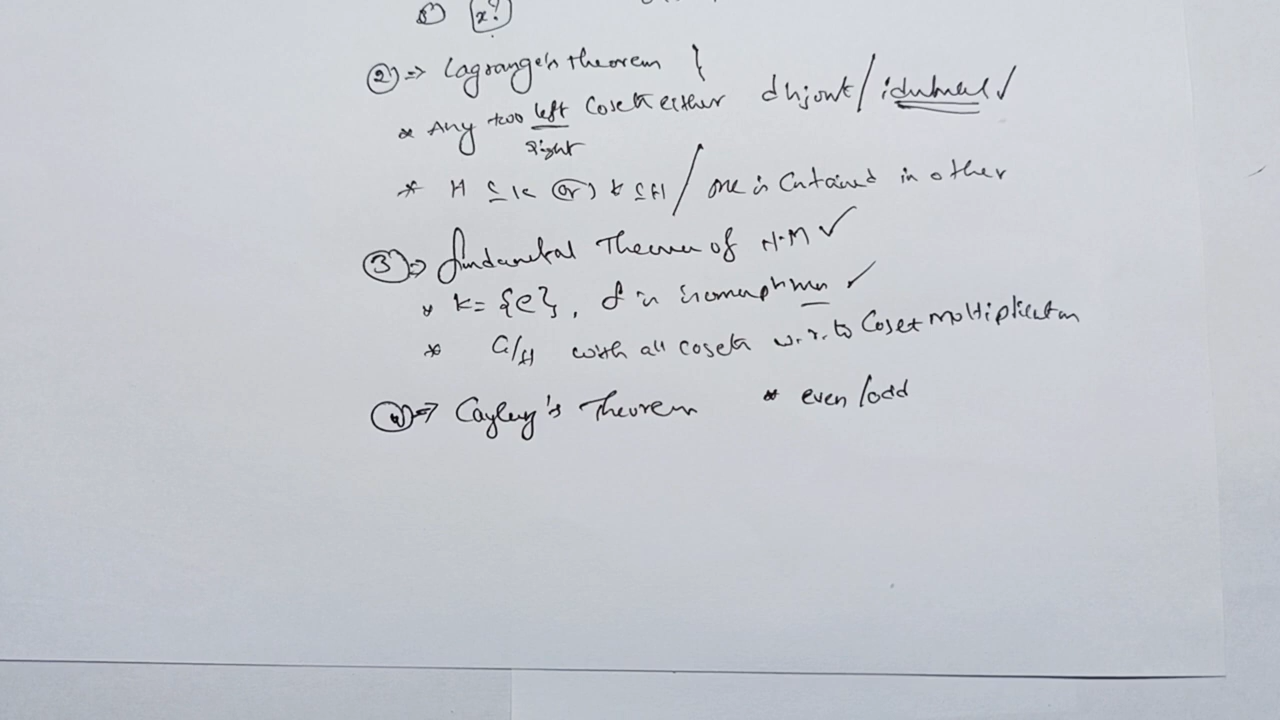 x?
② ⇒ Lagrange's theorem }
* Any two left Cosets either disjoint / identical ✓
right
* H ⊆ K (or) K ⊆ H / one is Contained in other
③ ⇒ fundamental Theorem of H.M ✓
* K = {e}, f is isomorphism ✓
* G/H with all cosets w.r.to Coset multiplication
④ ⇒ Cayley's Theorem * even/odd